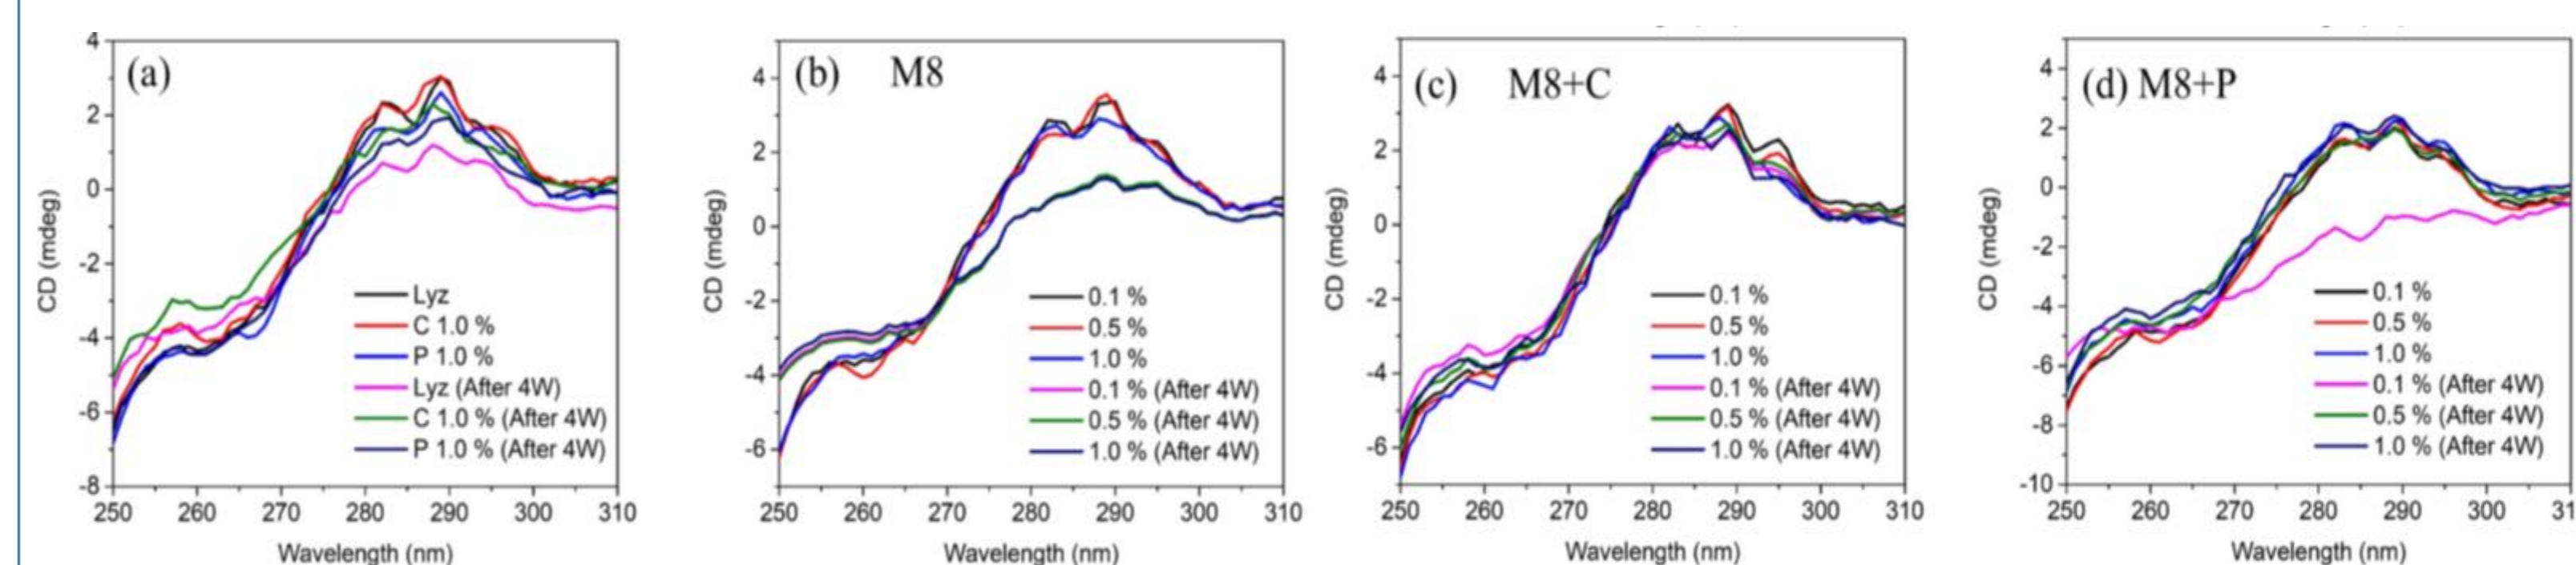 (a)
4
2
0
-2
-4
-6
-8
CD (mdeg)
Lyz
C 1.0 %
P 1.0 %
Lyz (After 4W)
C 1.0 % (After 4W)
P 1.0 % (After 4W)
250 260 270 280 290 300 310
Wavelength (nm)
(b) M8
4
2
0
-2
-4
-6
CD (mdeg)
0.1 %
0.5 %
1.0 %
0.1 % (After 4W)
0.5 % (After 4W)
1.0 % (After 4W)
250 260 270 280 290 300 310
Wavelength (nm)
(c) M8+C
4
2
0
-2
-4
-6
CD (mdeg)
0.1 %
0.5 %
1.0 %
0.1 % (After 4W)
0.5 % (After 4W)
1.0 % (After 4W)
250 260 270 280 290 300 310
Wavelength (nm)
(d) M8+P
4
2
0
-2
-4
-6
-8
-10
CD (mdeg)
0.1 %
0.5 %
1.0 %
0.1 % (After 4W)
0.5 % (After 4W)
1.0 % (After 4W)
250 260 270 280 290 300 31
Wavelength (nm)